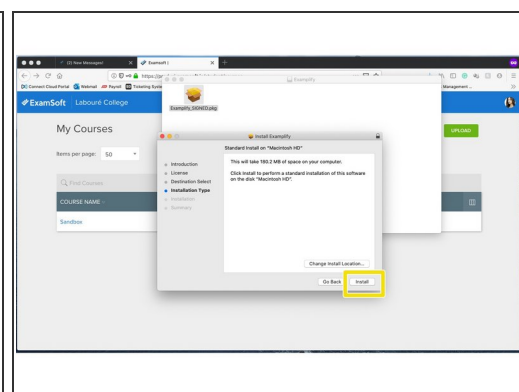 (2) New Messages!
ExamSoft |
https://
Connect Cloud Portal
Webmail
Payroll
Ticketing Syste
Management...
Examplify
ExamSoft
Labouré College
Examplify_SIGNED.pkg
My Courses
UPLOAD
Items per page: 50
Find Courses
COURSE NAME
Sandbox
Install Examplify
Standard Install on "Macintosh HD"
Introduction
License
Destination Select
Installation Type
Installation
Summary
This will take 180.2 MB of space on your computer.
Click Install to perform a standard installation of this software
on the disk "Macintosh HD".
Change Install Location...
Go Back
Install